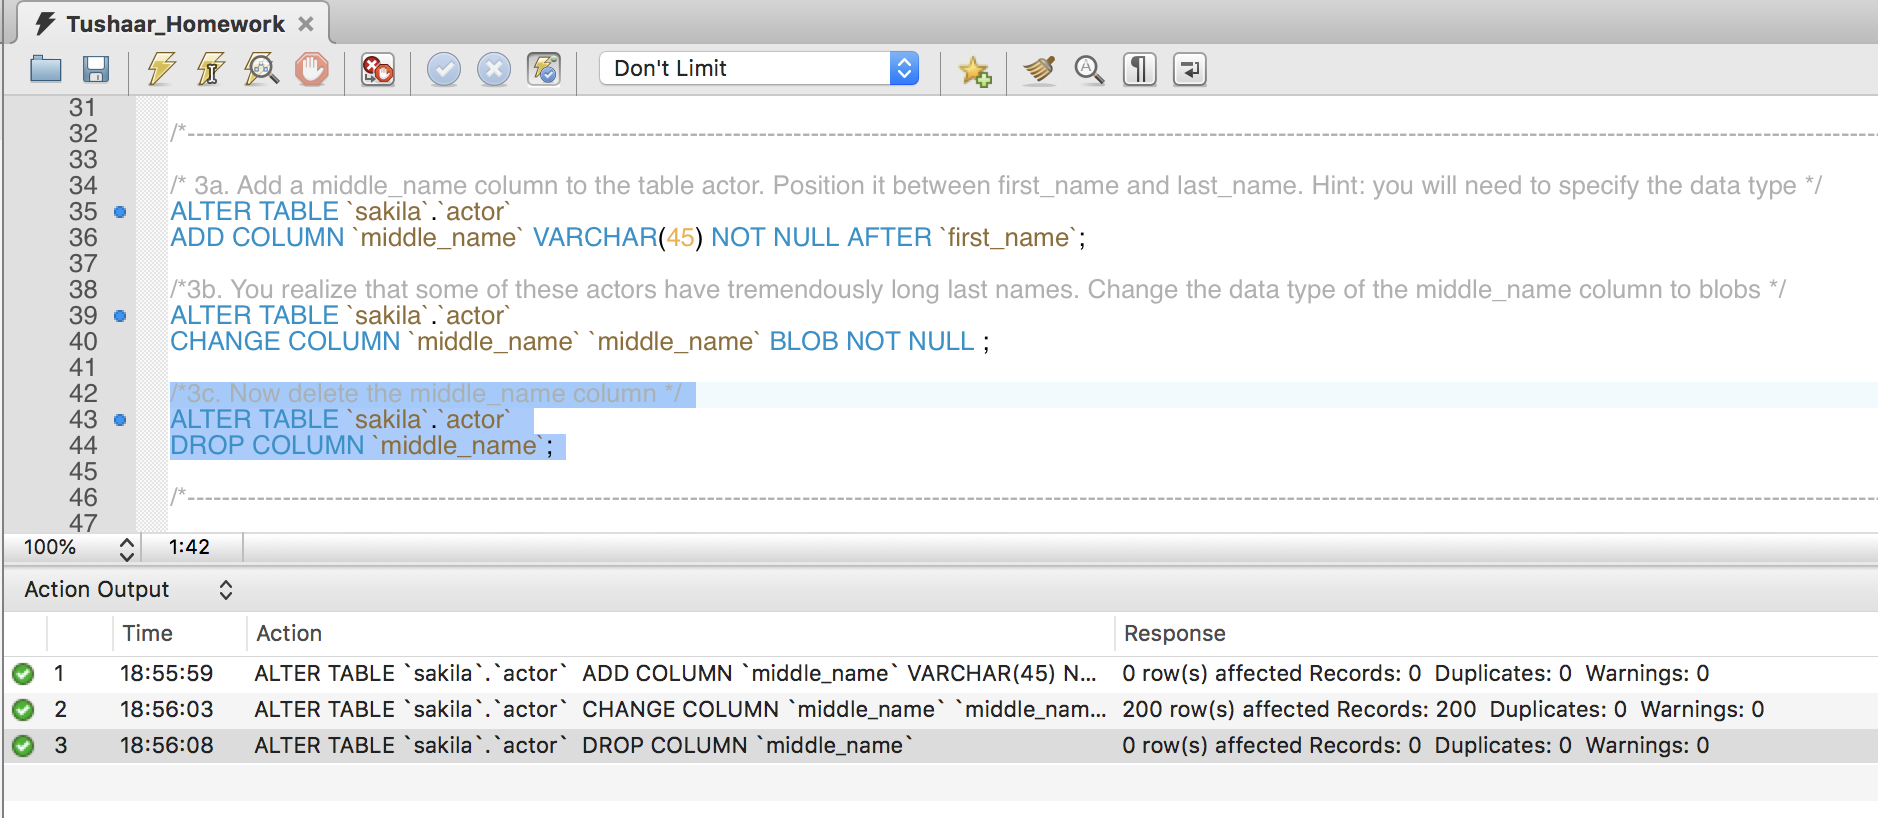 Tushaar_Homework
Don't Limit
31
32 /*------------------------------------------------------------------------------------------------------------------------
33
34 /* 3a. Add a middle_name column to the table actor. Position it between first_name and last_name. Hint: you will need to specify the data type */
35 ALTER TABLE `sakila`.`actor`
36 ADD COLUMN `middle_name` VARCHAR(45) NOT NULL AFTER `first_name`;
37
38 /*3b. You realize that some of these actors have tremendously long last names. Change the data type of the middle_name column to blobs */
39 ALTER TABLE `sakila`.`actor`
40 CHANGE COLUMN `middle_name` `middle_name` BLOB NOT NULL ;
41
42 /*3c. Now delete the middle_name column */
43 ALTER TABLE `sakila`.`actor`
44 DROP COLUMN `middle_name`;
45
46 /*------------------------------------------------------------------------------------------------------------------------
47
100% 1:42
Action Output
Time Action Response
1 18:55:59 ALTER TABLE `sakila`.`actor` ADD COLUMN `middle_name` VARCHAR(45) N... 0 row(s) affected Records: 0 Duplicates: 0 Warnings: 0
2 18:56:03 ALTER TABLE `sakila`.`actor` CHANGE COLUMN `middle_name` `middle_nam... 200 row(s) affected Records: 200 Duplicates: 0 Warnings: 0
3 18:56:08 ALTER TABLE `sakila`.`actor` DROP COLUMN `middle_name` 0 row(s) affected Records: 0 Duplicates: 0 Warnings: 0